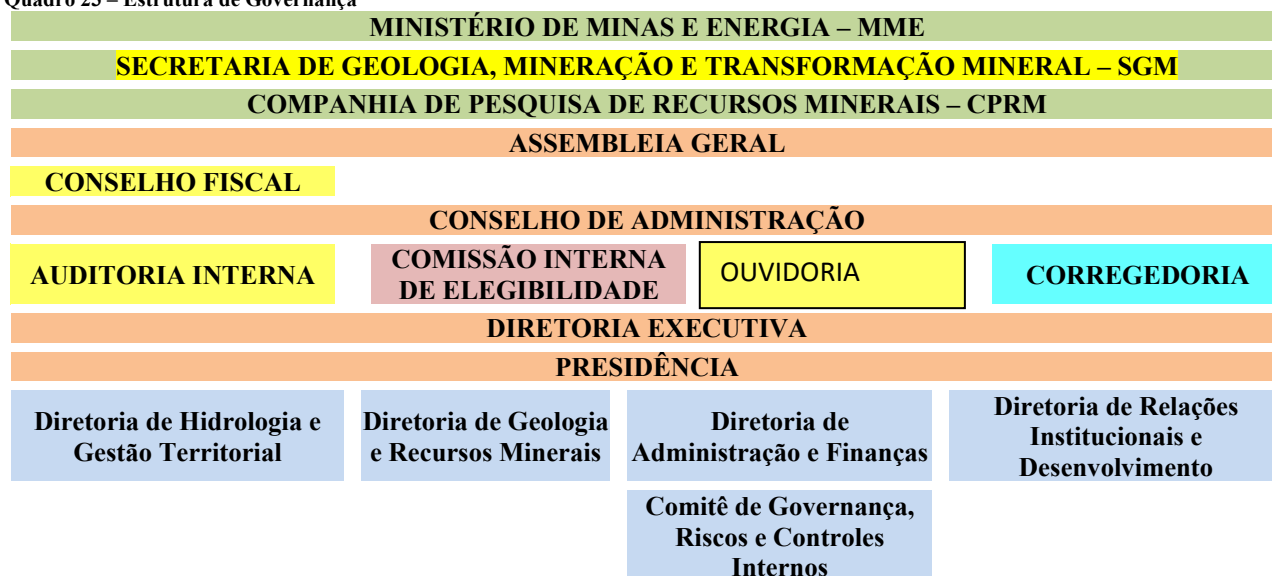 Quadro 25 – Estrutura de Governança
MINISTÉRIO DE MINAS E ENERGIA – MME
SECRETARIA DE GEOLOGIA, MINERAÇÃO E TRANSFORMAÇÃO MINERAL – SGM
COMPANHIA DE PESQUISA DE RECURSOS MINERAIS – CPRM
ASSEMBLEIA GERAL
CONSELHO FISCAL
CONSELHO DE ADMINISTRAÇÃO
AUDITORIA INTERNA
COMISSÃO INTERNA
DE ELEGIBILIDADE
OUVIDORIA
CORREGEDORIA
DIRETORIA EXECUTIVA
PRESIDÊNCIA
Diretoria de Hidrologia e
Gestão Territorial
Diretoria de Geologia
e Recursos Minerais
Diretoria de
Administração e Finanças
Diretoria de Relações
Institucionais e
Desenvolvimento
Comitê de Governança,
Riscos e Controles
Internos